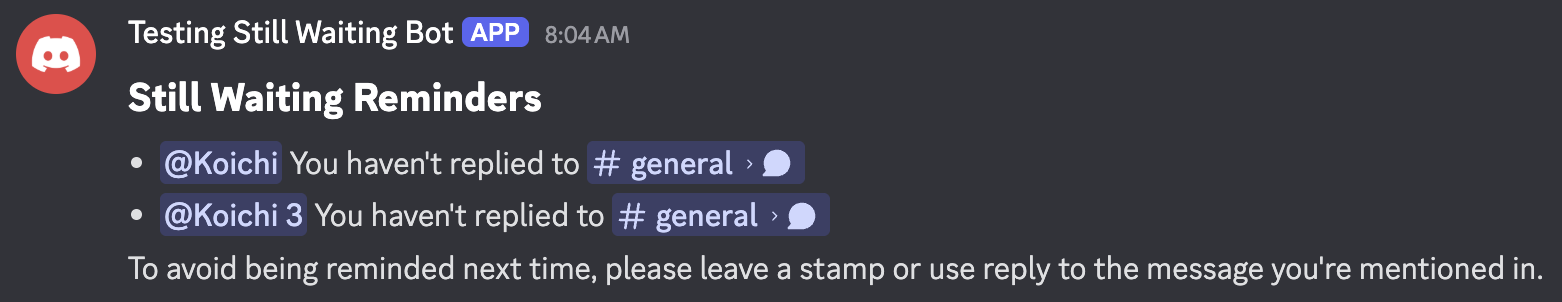 Testing Still Waiting Bot APP 8:04 AM
Still Waiting Reminders
• @Koichi You haven't replied to # general ›
• @Koichi 3 You haven't replied to # general ›
To avoid being reminded next time, please leave a stamp or use reply to the message you're mentioned in.